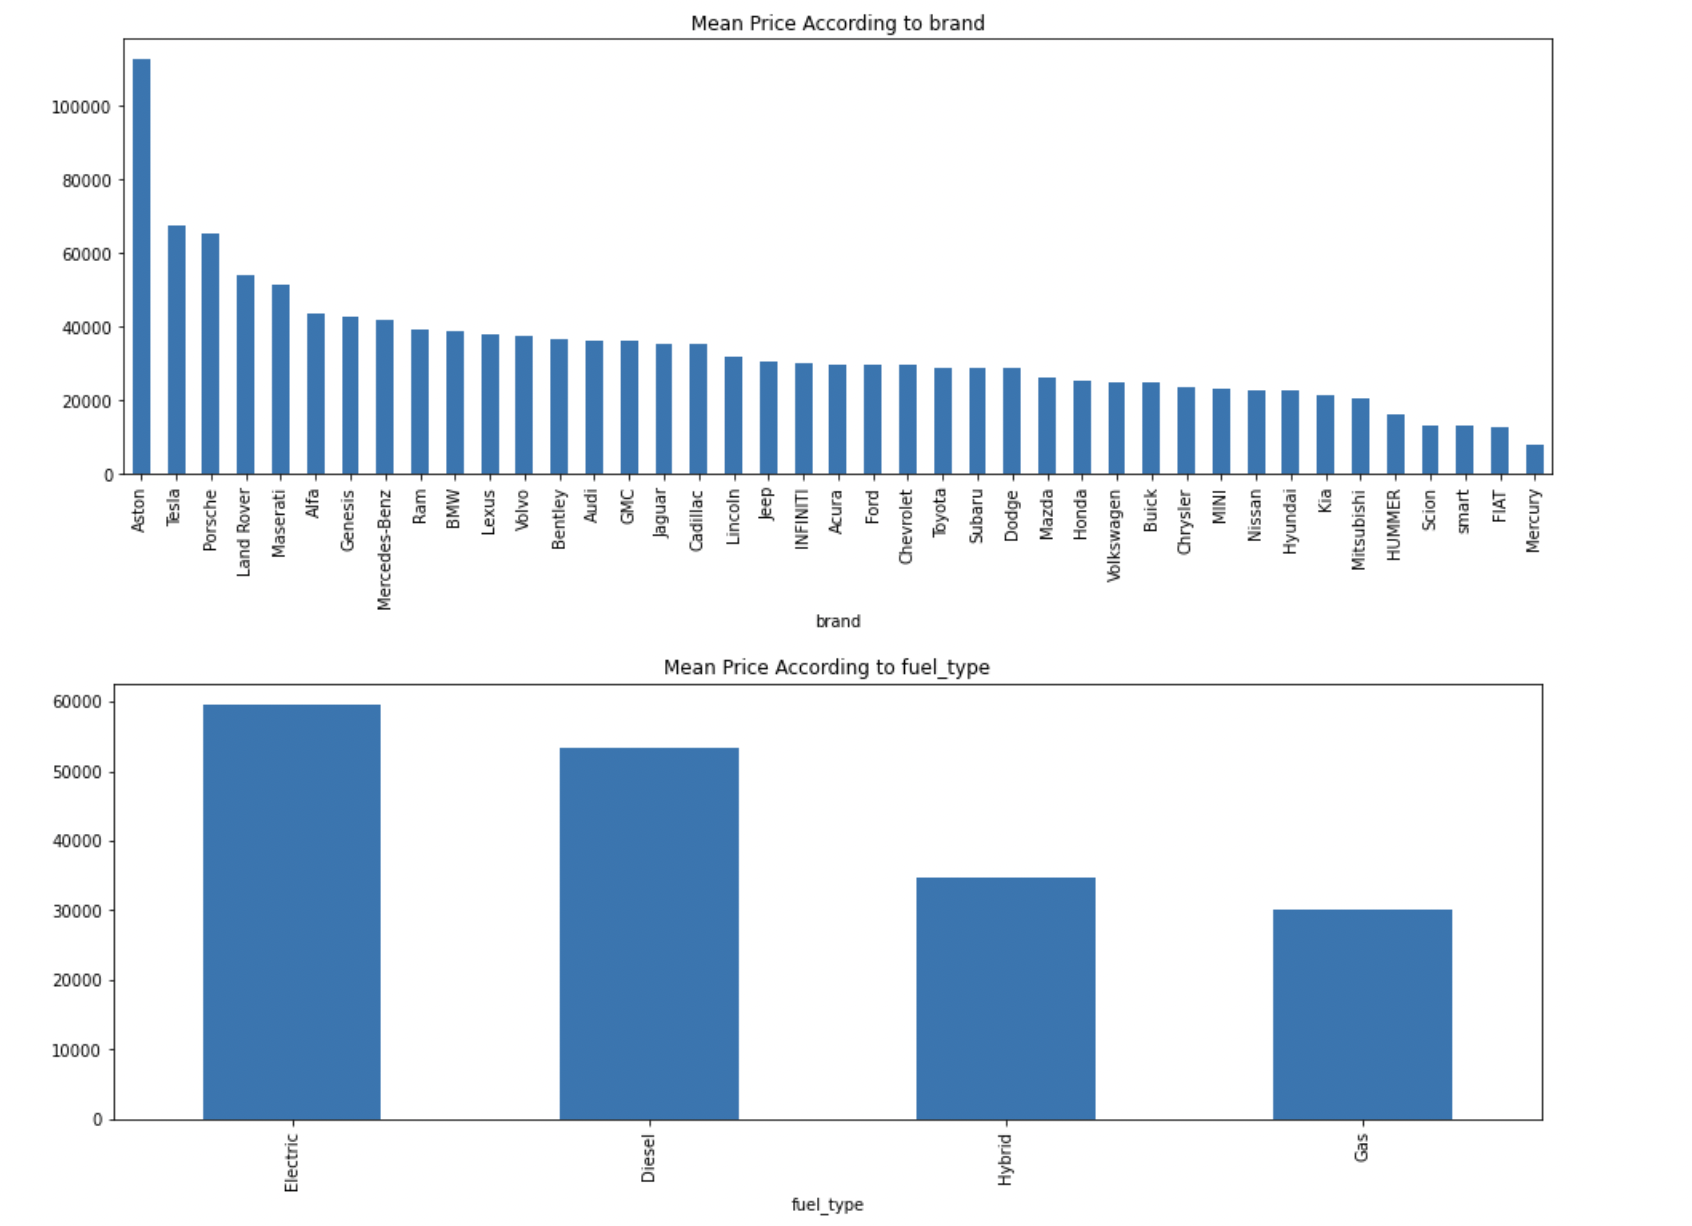 Mean Price According to brand
100000
80000
60000
40000
20000
0
Aston
Tesla
Porsche
Land Rover
Maserati
Alfa
Genesis
Mercedes-Benz
Ram
BMW
Lexus
Volvo
Bentley
Audi
GMC
Jaguar
Cadillac
Lincoln
Jeep
INFINITI
Acura
Ford
Chevrolet
Toyota
Subaru
Dodge
Mazda
Honda
Volkswagen
Buick
Chrysler
MINI
Nissan
Hyundai
Kia
Mitsubishi
HUMMER
Scion
smart
FIAT
Mercury
brand
Mean Price According to fuel_type
60000
50000
40000
30000
20000
10000
0
Electric
Diesel
Hybrid
Gas
fuel_type